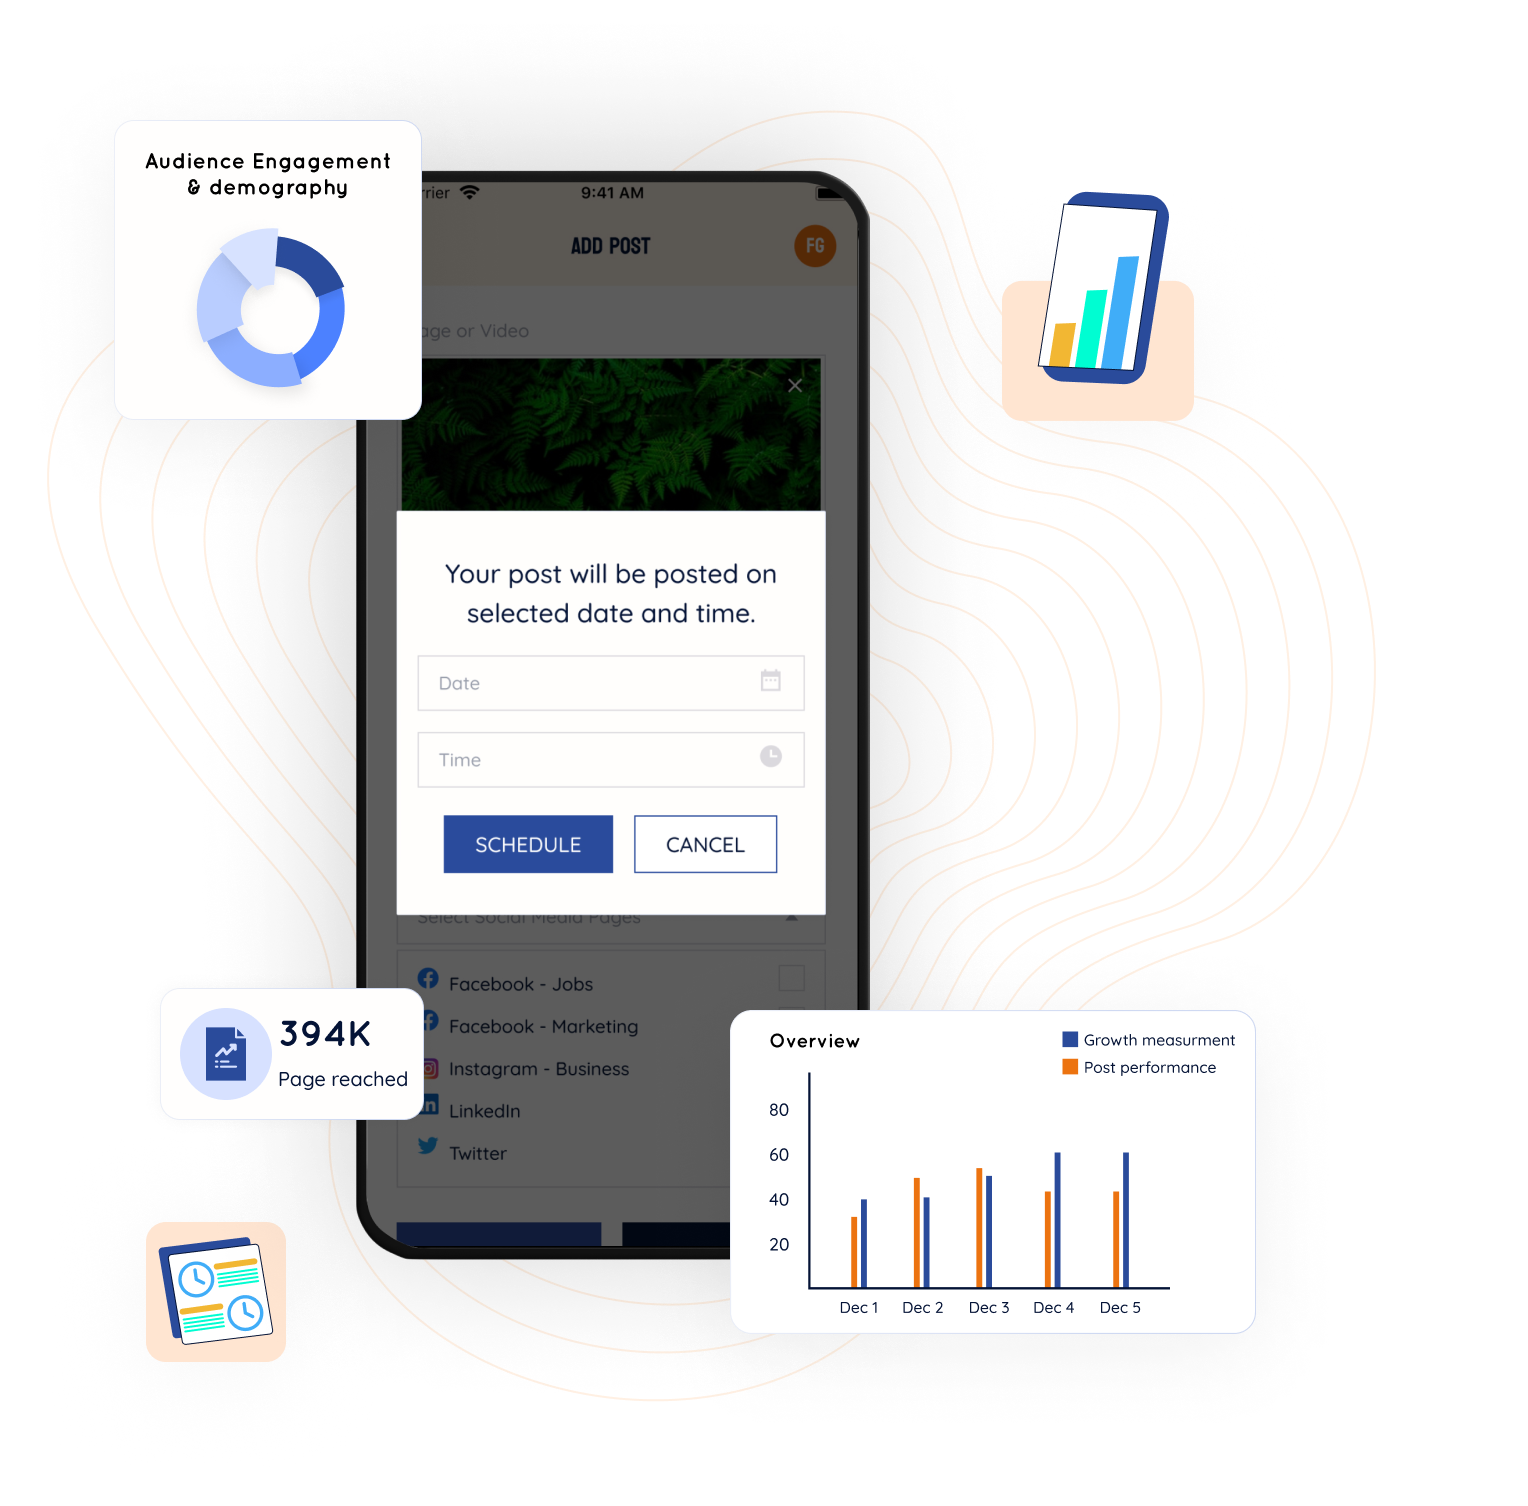 Audience Engagement
& demography
rrier
9:41 AM
ADD POST
FG
age or Video
Your post will be posted on
selected date and time.
Date
Time
SCHEDULE
CANCEL
Select Social Media Pages
Facebook - Jobs
Facebook - Marketing
Instagram - Business
LinkedIn
Twitter
394K
Page reached
Overview
Growth measurment
Post performance
80
60
40
20
Dec 1
Dec 2
Dec 3
Dec 4
Dec 5